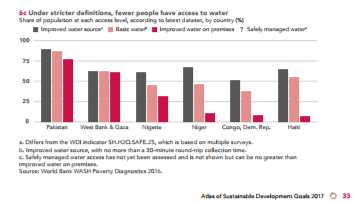 6c Under stricter definitions, fewer people have access to water
Share of population at each access level, according to latest dataset, by country (%)
Improved water sourceᵃ Basic waterᵇ Improved water on premises ? Safely managed waterᶜ
100
75
50
25
0
Pakistan West Bank & Gaza Nigeria Niger Congo, Dem. Rep. Haiti
a. Differs from the WDI indicator SH.H2O.SAFE.ZS, which is based on multiple surveys.
b. Improved water source, with no more than a 30-minute round-trip collection time.
c. Safely managed water access has not yet been assessed and is not shown but can be no greater than
improved water on premises.
Source: World Bank WASH Poverty Diagnostics 2016.
Atlas of Sustainable Development Goals 2017 33